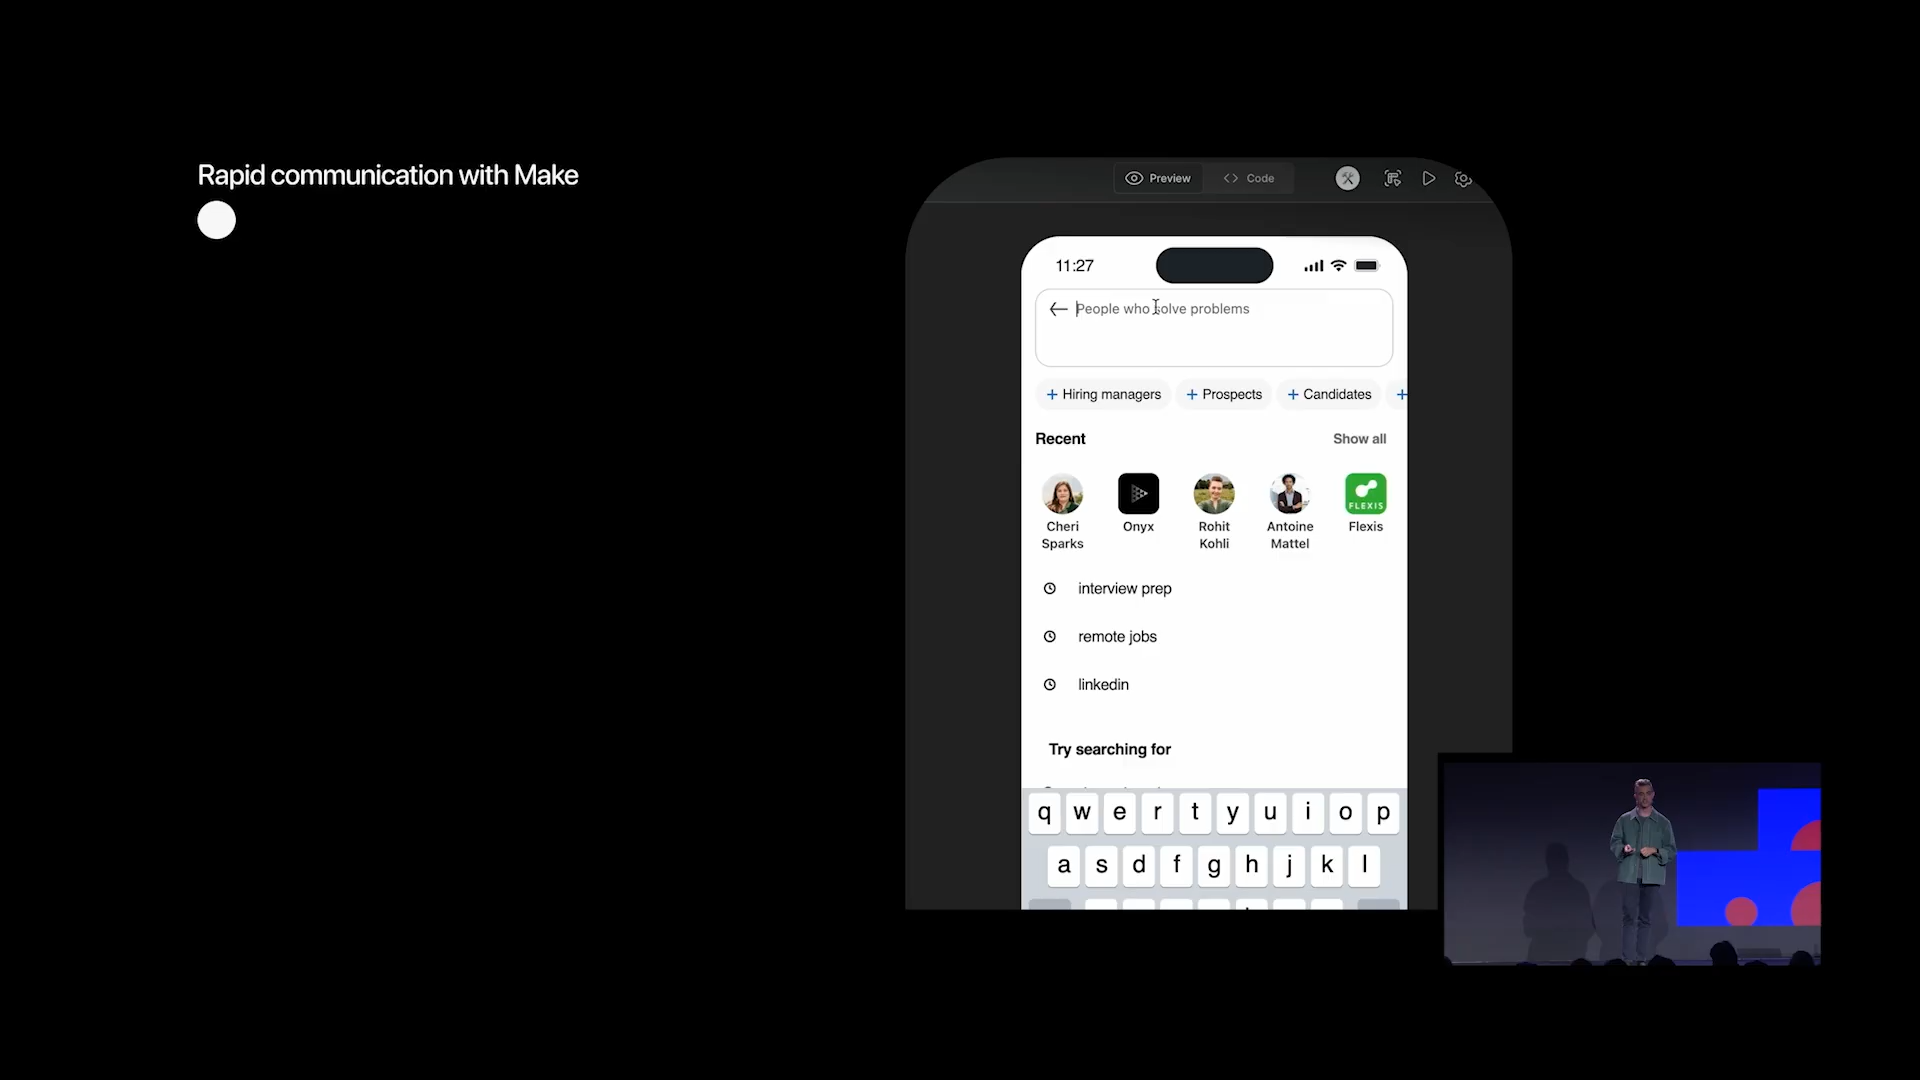 Rapid communication with Make
Preview
Code
11:27
People who solve problems
+ Hiring managers
+ Prospects
+ Candidates
+
Recent
Show all
FLEXIS
Cheri
Sparks
Onyx
Rohit
Kohli
Antoine
Mattel
Flexis
interview prep
remote jobs
linkedin
Try searching for
q w e r t y u i o p
a s d f g h j k l